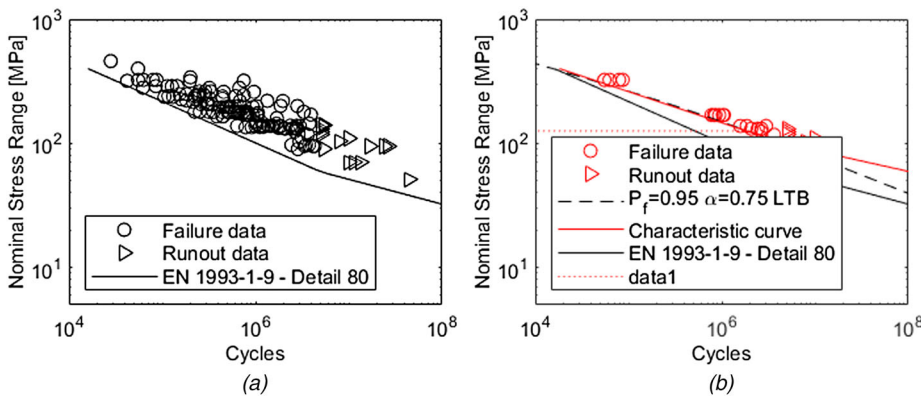 (a)
10^3
10^2
10^1
Nominal Stress Range [MPa]
Failure data
Runout data
EN 1993-1-9 - Detail 80
10^4
10^6
10^8
Cycles
(a)
(b)
10^3
10^2
10^1
Nominal Stress Range [MPa]
Failure data
Runout data
P_f=0.95 α=0.75 LTB
Characteristic curve
EN 1993-1-9 - Detail 80
data1
10^4
10^6
10^8
Cycles
(b)